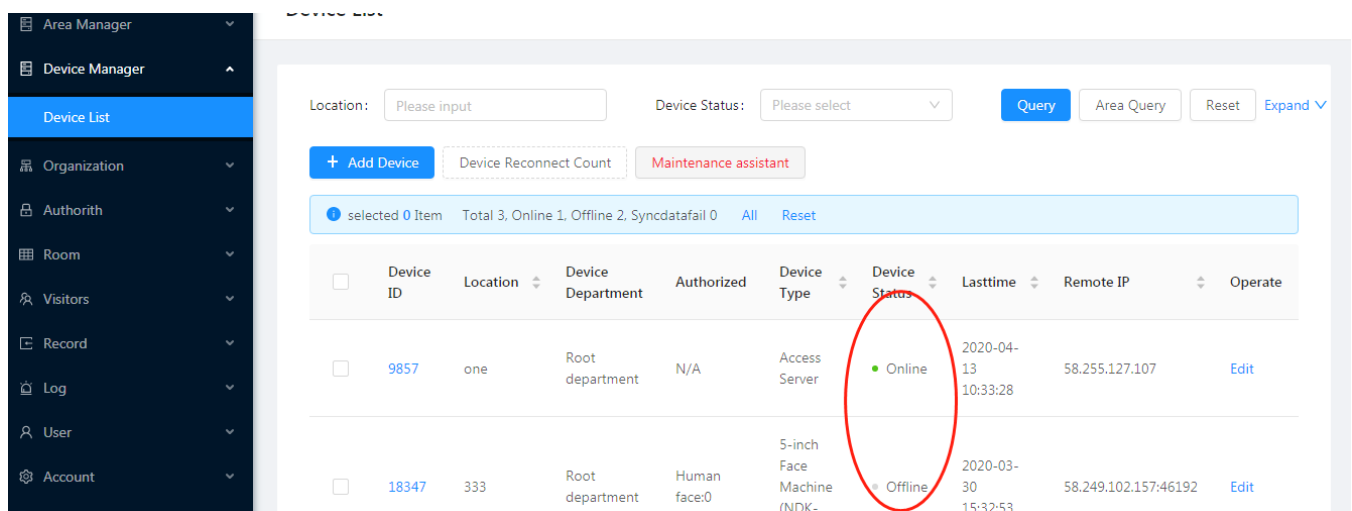 Device List
Area Manager
Device Manager
Device List
Organization
Authorith
Room
Visitors
Record
Log
User
Account
Location: Please input Device Status: Please select Query Area Query Reset Expand
+ Add Device Device Reconnect Count Maintenance assistant
selected 0 Item Total 3, Online 1, Offline 2, Syncdatafail 0 All Reset
Device ID Location Device Department Authorized Device Type Device Status Lasttime Remote IP Operate
9857 one Root department N/A Access Server Online 2020-04-13 10:33:28 58.255.127.107 Edit
18347 333 Root department Human face:0 5-inch Face Machine (NDK- Offline 2020-03-30 15:32:53 58.249.102.157:46192 Edit